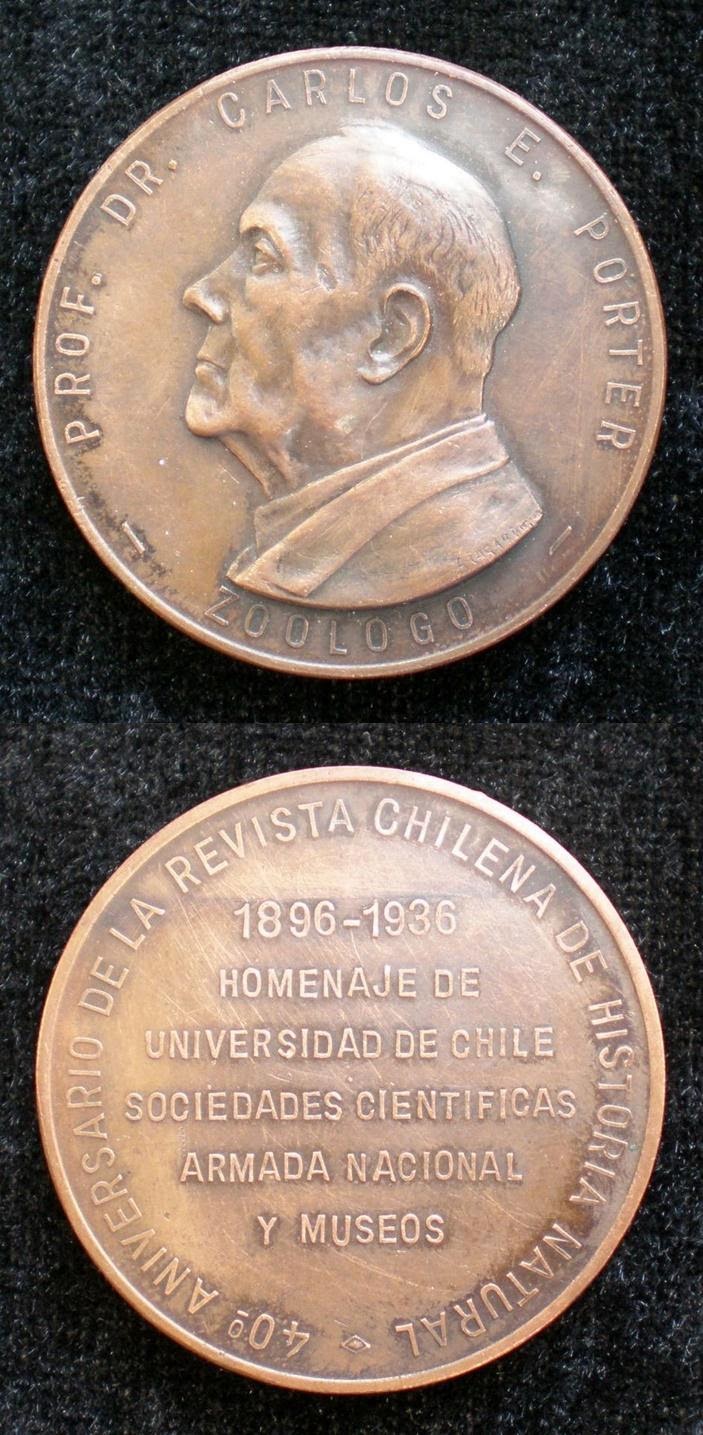 PROF. DR. CARLOS E. PORTER
— ZOOLOGO —
40º ANIVERSARIO DE LA REVISTA CHILENA DE HISTORIA NATURAL
1896-1936
HOMENAJE DE
UNIVERSIDAD DE CHILE
SOCIEDADES CIENTIFICAS
ARMADA NACIONAL
Y MUSEOS